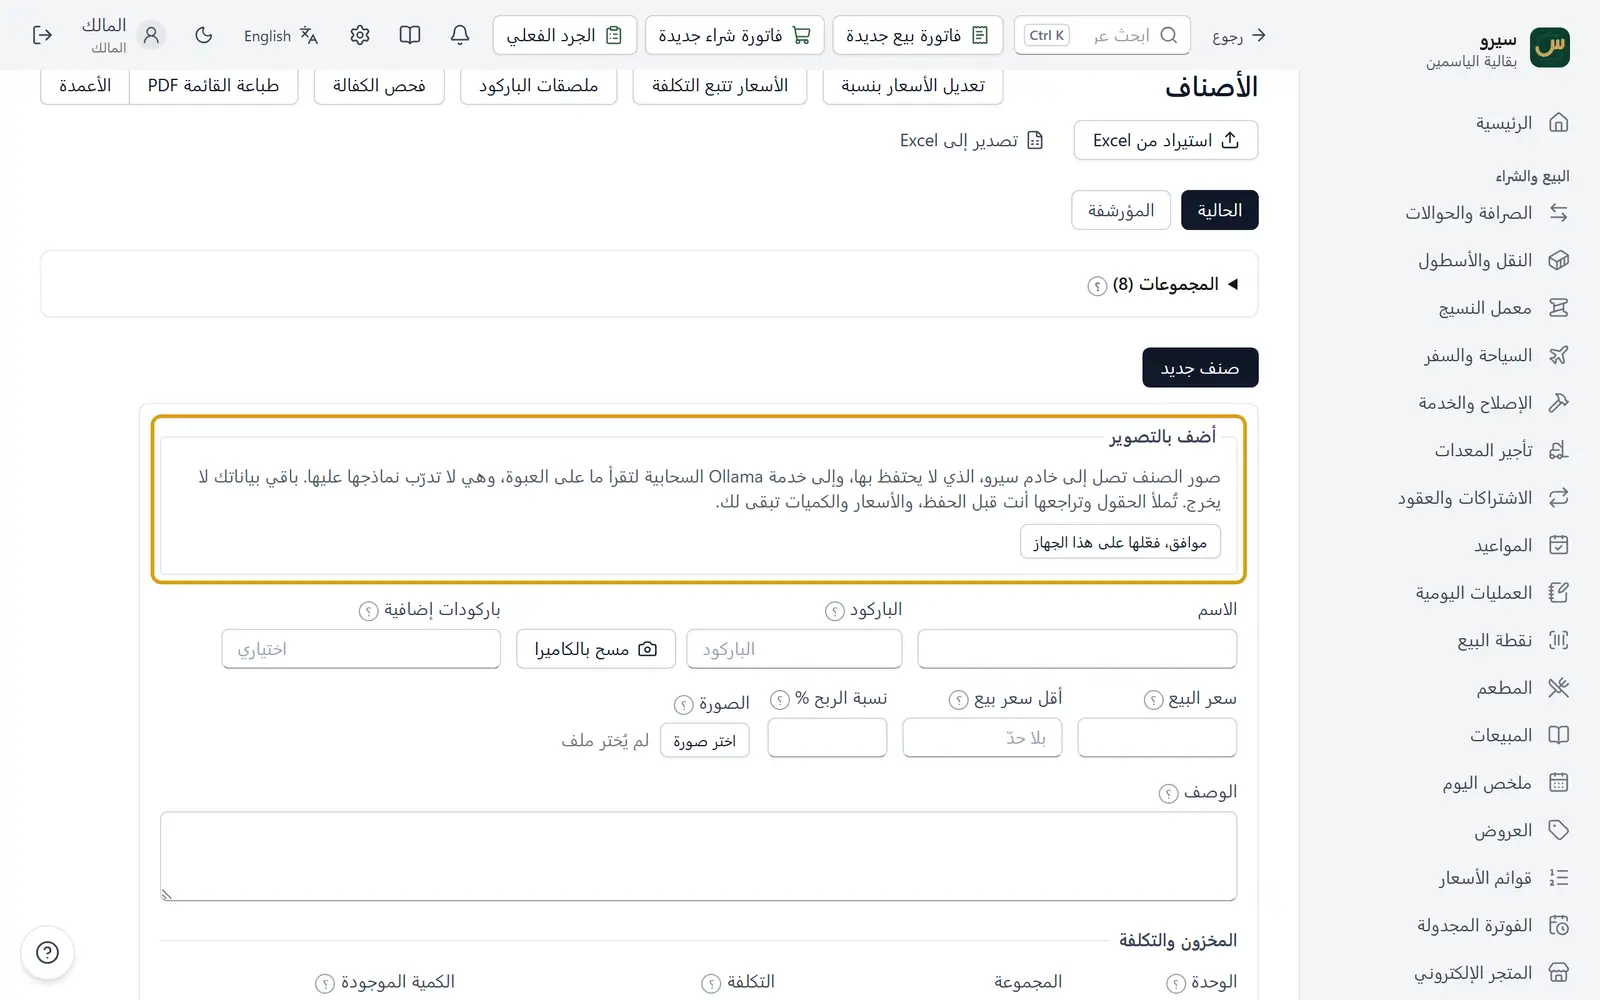 سيرو
بقالية الياسمين
رجوع
ابحث عن
Ctrl K
فاتورة بيع جديدة
فاتورة شراء جديدة
الجرد الفعلي
English
المالك
المالك
الرئيسية
البيع والشراء
الصرافة والحوالات
النقل والأسطول
معمل النسيج
السياحة والسفر
الإصلاح والخدمة
تأجير المعدات
الاشتراكات والعقود
المواعيد
العمليات اليومية
نقطة البيع
المطعم
المبيعات
ملخص اليوم
العروض
قوائم الأسعار
الفوترة المجدولة
المتجر الإلكتروني
الأصناف
تعديل الأسعار بنسبة
الأسعار تتبع التكلفة
ملصقات الباركود
فحص الكفالة
طباعة القائمة PDF
الأعمدة
استيراد من Excel
تصدير إلى Excel
الحالية
المؤرشفة
المجموعات (8) ؟
صنف جديد
أضف بالتصوير
صور الصنف تصل إلى خادم سيرو، الذي لا يحتفظ بها، وإلى خدمة Ollama السحابية لتقرأ ما على العبوة، وهي لا تدرّب نماذجها عليها. باقي بياناتك لا
يخرج. تُملأ الحقول وتراجعها أنت قبل الحفظ، والأسعار والكميات تبقى لك.
موافق، فعّلها على هذا الجهاز
الاسم
الباركود ؟
باركودات إضافية ؟
الباركود
مسح بالكاميرا
اختياري
سعر البيع ؟
أقل سعر بيع ؟
نسبة الربح % ؟
الصورة ؟
بلا حدّ
اختر صورة
لم يُختر ملف
الوصف ؟
المخزون والتكلفة
الوحدة ؟
المجموعة
التكلفة ؟
الكمية الموجودة ؟